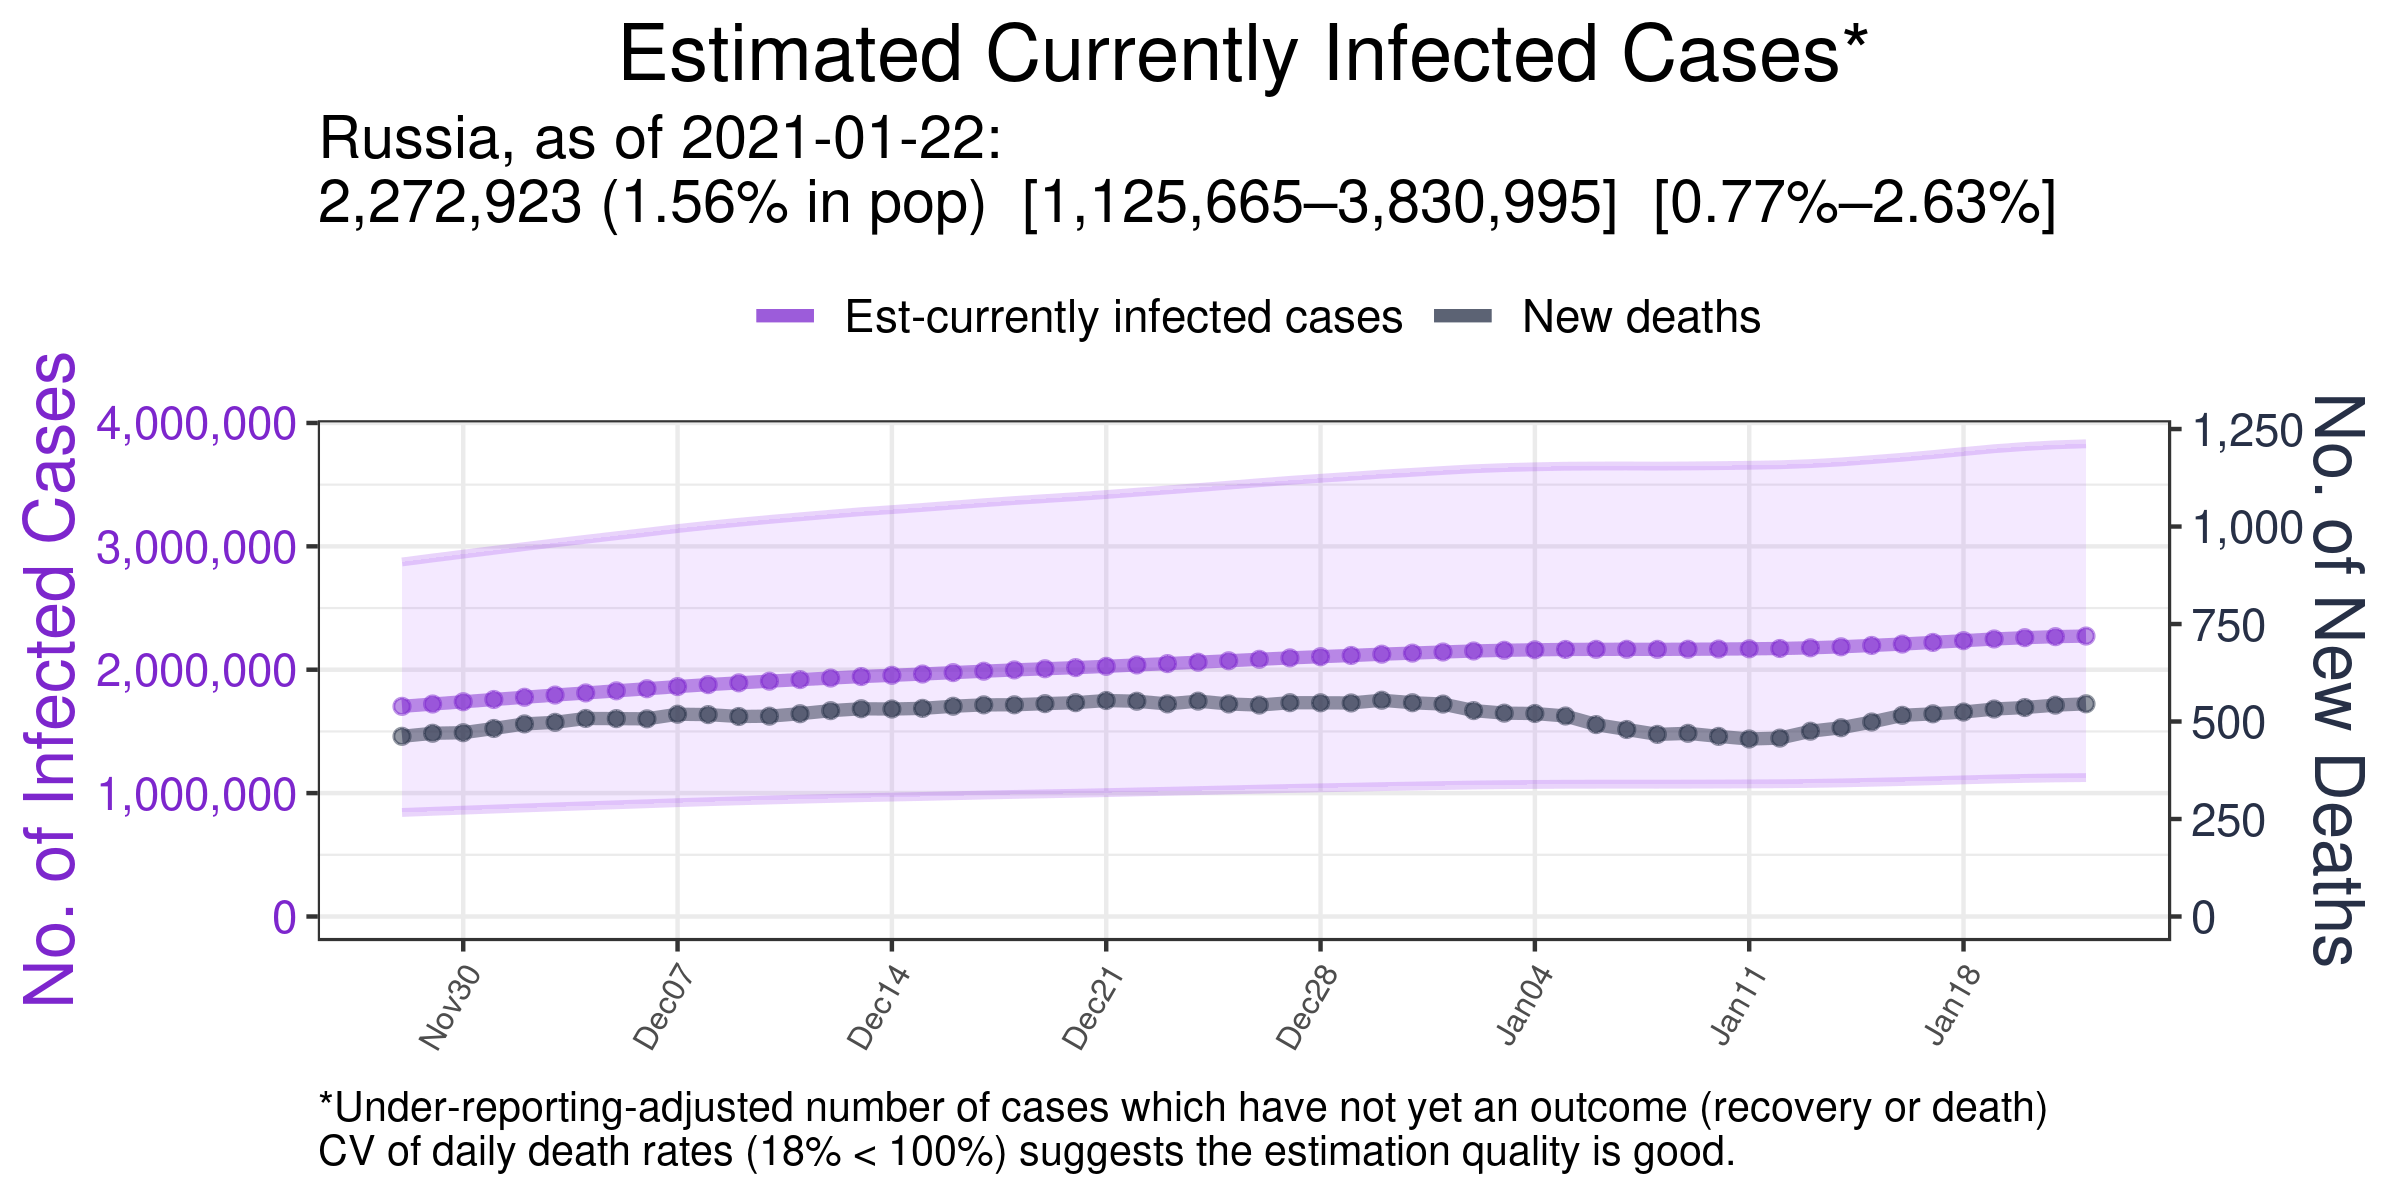 Estimated Currently Infected Cases*
Russia, as of 2021-01-22:
2,272,923 (1.56% in pop)  [1,125,665–3,830,995]  [0.77%–2.63%]
Est-currently infected cases
New deaths
No. of Infected Cases
4,000,000
3,000,000
2,000,000
1,000,000
0
1,250
1,000
750
500
250
0
No. of New Deaths
Nov30
Dec07
Dec14
Dec21
Dec28
Jan04
Jan11
Jan18
*Under-reporting-adjusted number of cases which have not yet an outcome (recovery or death)
CV of daily death rates (18% < 100%) suggests the estimation quality is good.